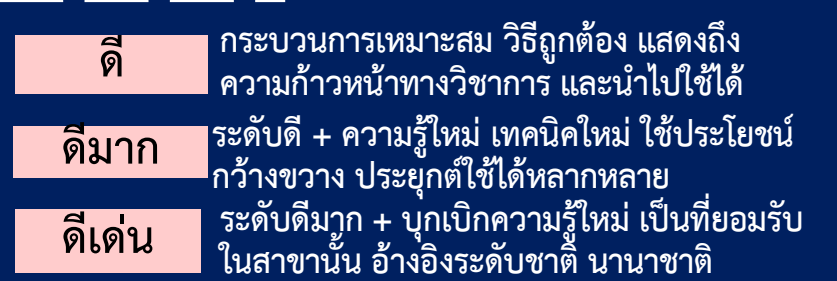 ดี
กระบวนการเหมาะสม วิธีถูกต้อง แสดงถึง
ความก้าวหน้าทางวิชาการ และนำไปใช้ได้
ดีมาก
ระดับดี + ความรู้ใหม่ เทคนิคใหม่ ใช้ประโยชน์
กว้างขวาง ประยุกต์ใช้ได้หลากหลาย
ดีเด่น
ระดับดีมาก + บุกเบิกความรู้ใหม่ เป็นที่ยอมรับ
ในสาขานั้น อ้างอิงระดับชาติ นานาชาติ